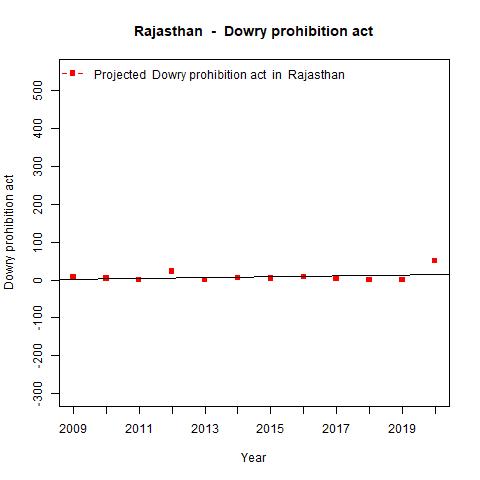 Rajasthan - Dowry prohibition act
Projected Dowry prohibition act in Rajasthan
Dowry prohibition act
500
400
300
200
100
0
-100
-200
-300
2009 2011 2013 2015 2017 2019
Year